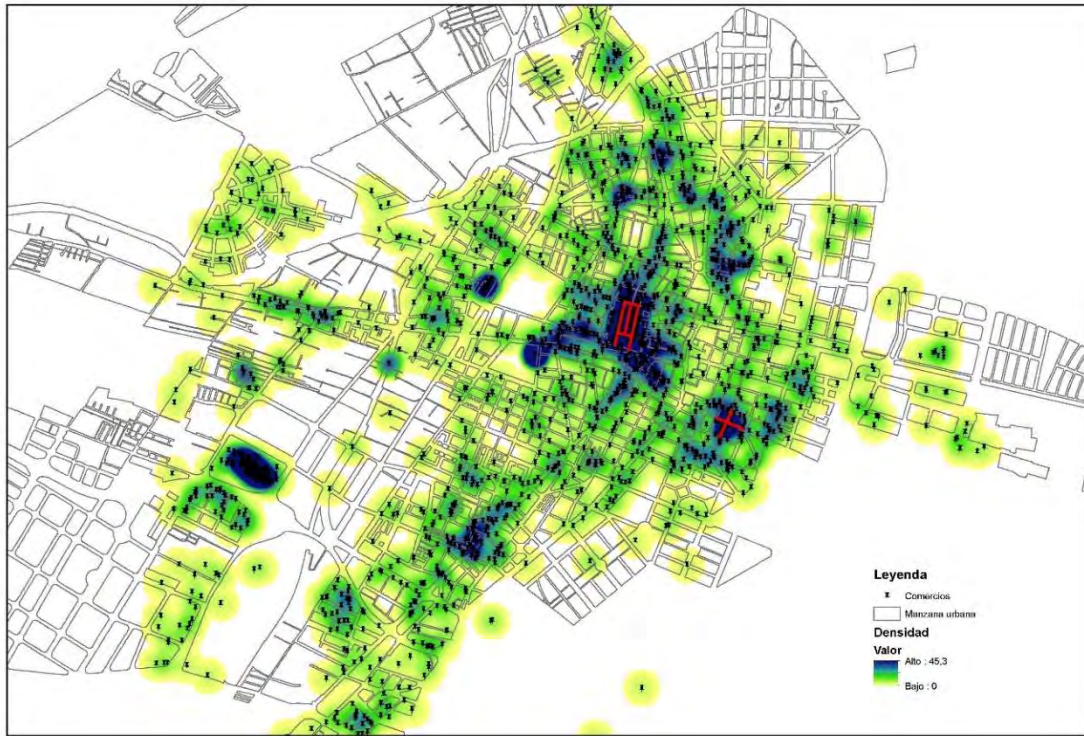 Leyenda
Comercios
Manzana urbana
Densidad
Valor
Alto : 45,3
Bajo : 0